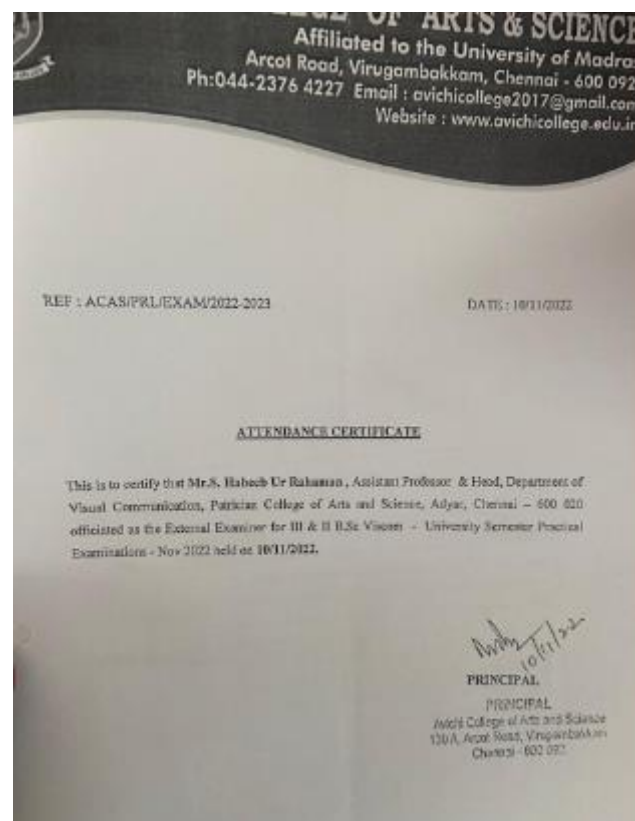 OF ARTS & SCIENCE
Affiliated to the University of Madras
Arcot Road, Virugambakkam, Chennai - 600 092
Ph:044-2376 4227 Email : avichicollege2017@gmail.com
Website : www.avichicollege.edu.in
REF : ACAS/PRL/EXAM/2022-2023
DATE : 10/11/2022
ATTENDANCE CERTIFICATE
This is to certify that Mr.S. Habeeb Ur Rahaman , Assistant Professor & Head, Department of
Visual Communication, Patrician College of Arts and Science, Adyar, Chennai – 600 020
officiated as the External Examiner for III & II B.Sc Viscom – University Semester Practical
Examinations - Nov 2022 held on 10/11/2022.
10/11/22
PRINCIPAL
PRINCIPAL
Avichi College of Arts and Science
130 A, Arcot Road, Virugambakkam
Chennai - 600 092